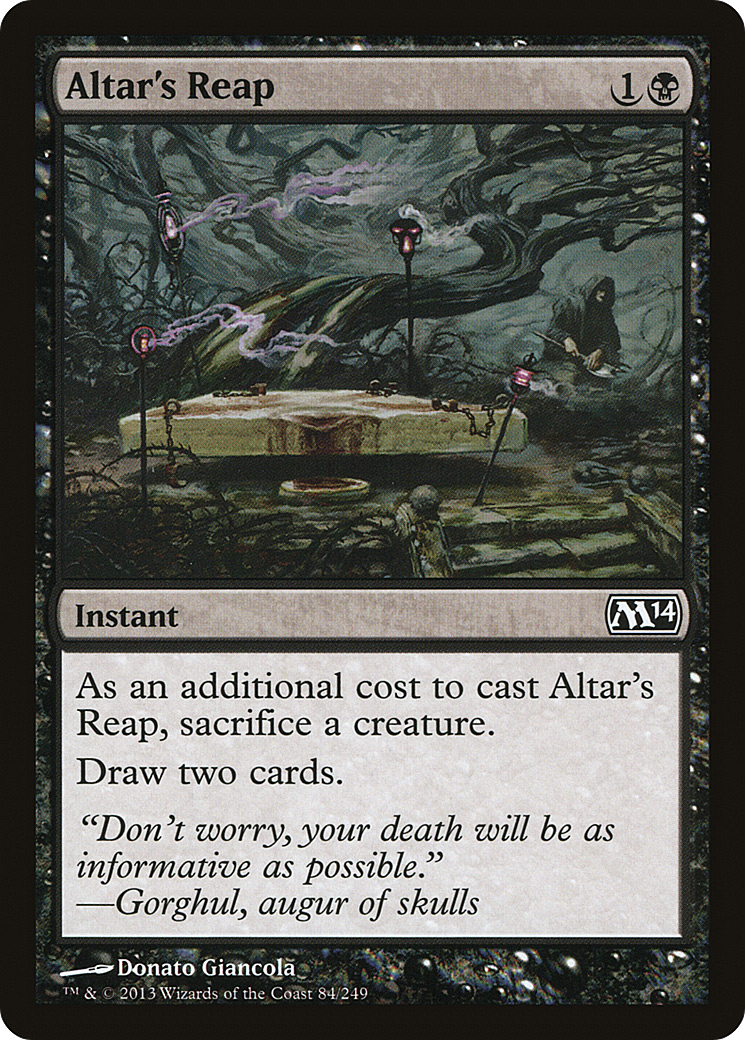 Altar's Reap 1
Instant M14
As an additional cost to cast Altar's
Reap, sacrifice a creature.
Draw two cards.
“Don't worry, your death will be as
informative as possible.”
—Gorghul, augur of skulls
Donato Giancola
™ & © 2013 Wizards of the Coast 84/249